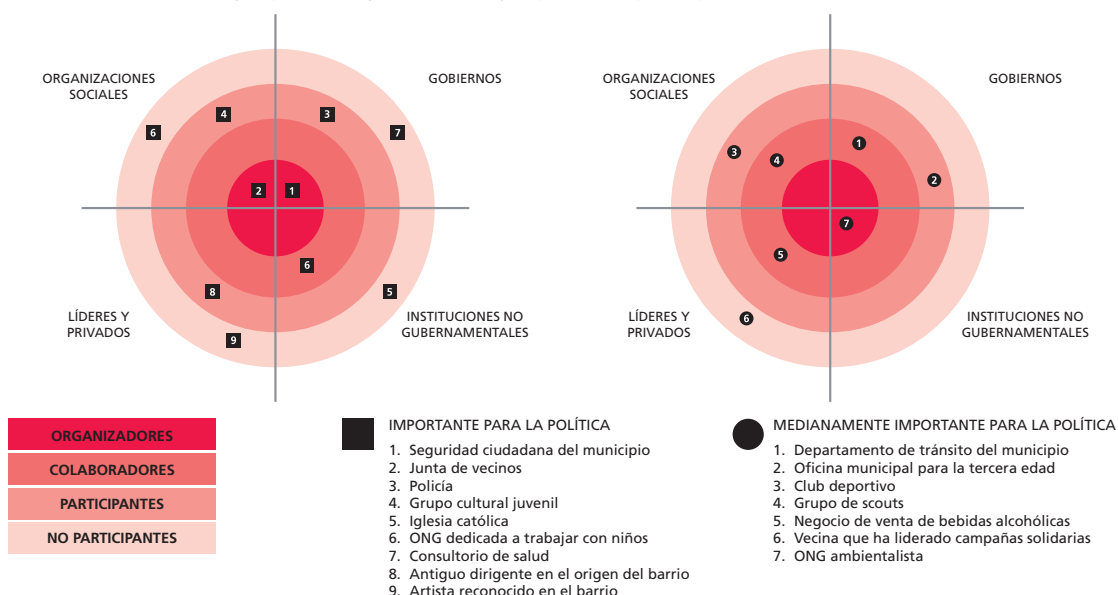 ORGANIZACIONES
SOCIALES
GOBIERNOS
4
3
6
7
2
1
6
8
5
9
LÍDERES Y
PRIVADOS
INSTITUCIONES NO
GUBERNAMENTALES
ORGANIZACIONES
SOCIALES
GOBIERNOS
1
3
4
2
7
5
6
LÍDERES Y
PRIVADOS
INSTITUCIONES NO
GUBERNAMENTALES
ORGANIZADORES
COLABORADORES
PARTICIPANTES
NO PARTICIPANTES
IMPORTANTE PARA LA POLÍTICA
1. Seguridad ciudadana del municipio
2. Junta de vecinos
3. Policía
4. Grupo cultural juvenil
5. Iglesia católica
6. ONG dedicada a trabajar con niños
7. Consultorio de salud
8. Antiguo dirigente en el origen del barrio
9. Artista reconocido en el barrio
MEDIANAMENTE IMPORTANTE PARA LA POLÍTICA
1. Departamento de tránsito del municipio
2. Oficina municipal para la tercera edad
3. Club deportivo
4. Grupo de scouts
5. Negocio de venta de bebidas alcohólicas
6. Vecina que ha liderado campañas solidarias
7. ONG ambientalista